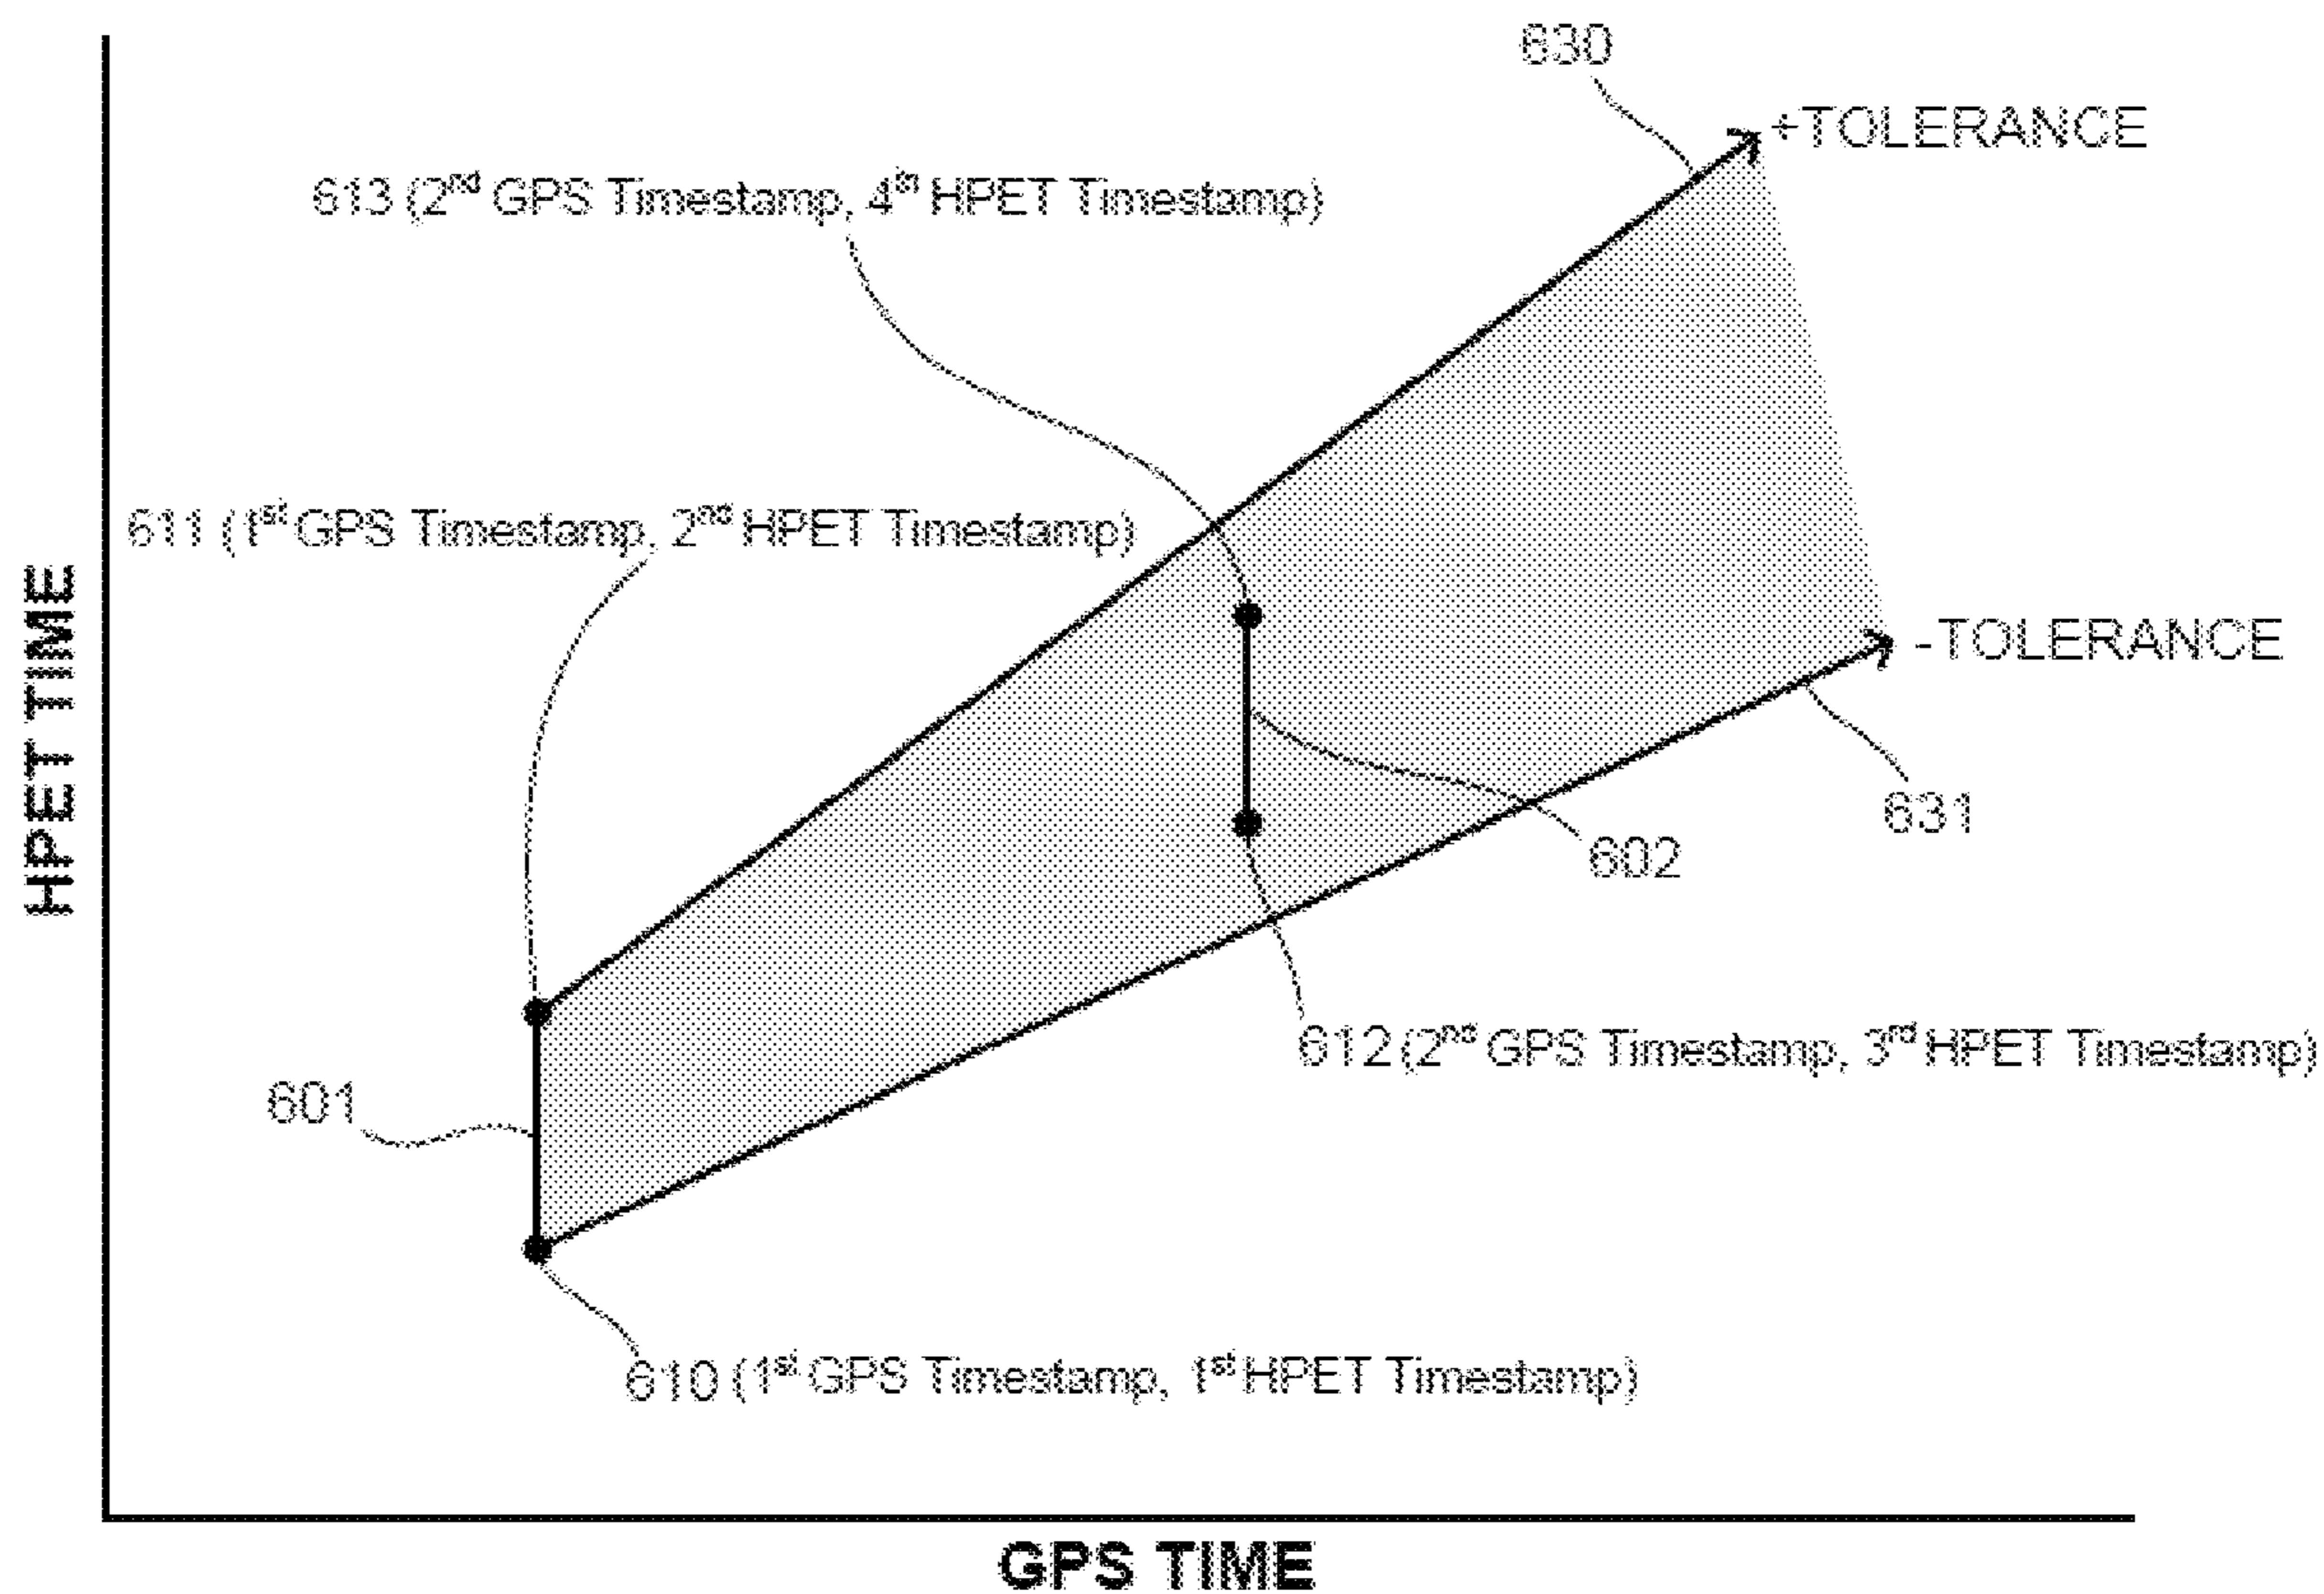 630
+TOLERANCE
613 (2nd GPS Timestamp, 4th HPET Timestamp)
611 (1st GPS Timestamp, 2nd HPET Timestamp)
HPET TIME
-TOLERANCE
631
602
612 (2nd GPS Timestamp, 3rd HPET Timestamp)
601
610 (1st GPS Timestamp, 1st HPET Timestamp)
GPS TIME